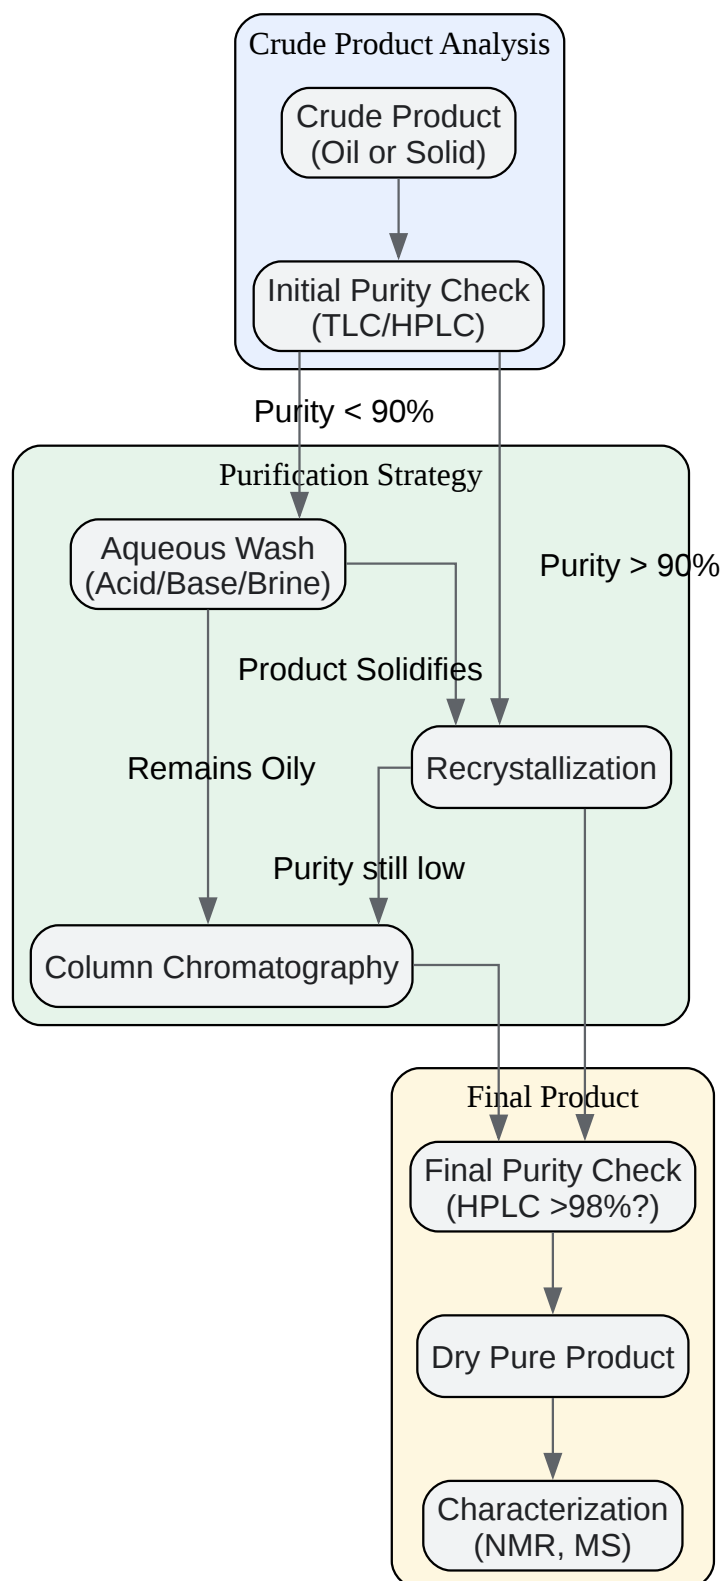 Crude Product Analysis
Crude Product
(Oil or Solid)
Initial Purity Check
(TLC/HPLC)
Purity < 90%
Purification Strategy
Aqueous Wash
(Acid/Base/Brine)
Purity > 90%
Product Solidifies
Remains Oily
Recrystallization
Purity still low
Column Chromatography
Final Product
Final Purity Check
(HPLC >98%?)
Dry Pure Product
Characterization
(NMR, MS)